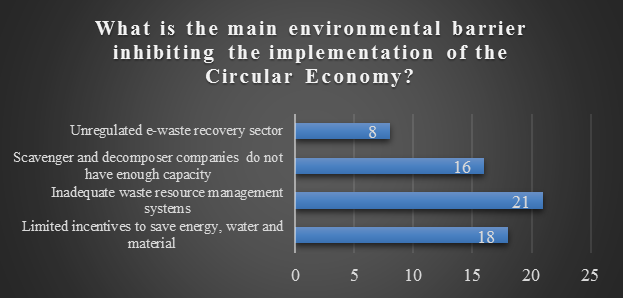 What is the main environmental barrier
inhibiting the implementation of the
Circular Economy?
Unregulated e-waste recovery sector
8
Scavenger and decomposer companies do not
have enough capacity
16
Inadequate waste resource management
systems
21
Limited incentives to save energy, water and
material
18
0 5 10 15 20 25